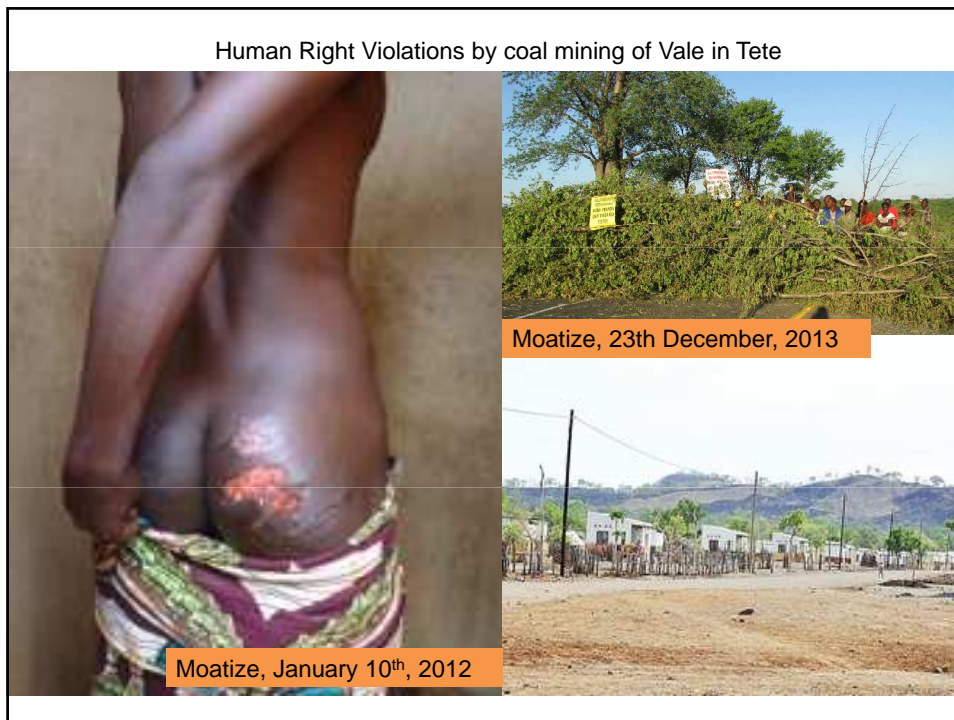 Human Right Violations by coal mining of Vale in Tete
Moatize, 23th December, 2013
Moatize, January 10th, 2012